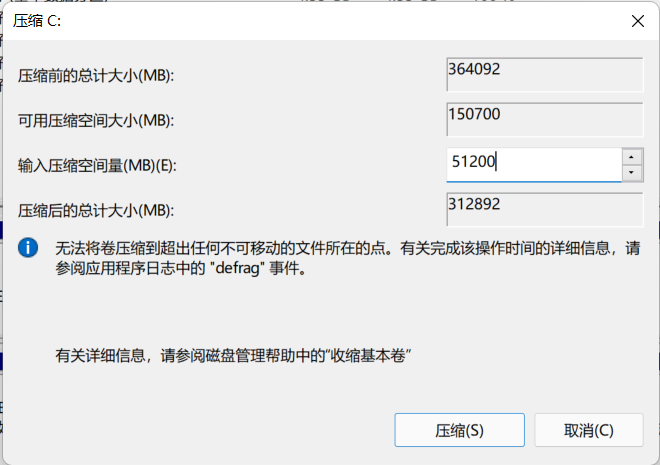 压缩 C:
压缩前的总计大小(MB): 364092
可用压缩空间大小(MB): 150700
输入压缩空间量(MB)(E): 51200
压缩后的总计大小(MB): 312892
无法将卷压缩到超出任何不可移动的文件所在的点。有关完成该操作时间的详细信息，请
参阅应用程序日志中的 "defrag" 事件。
有关详细信息，请参阅磁盘管理帮助中的"收缩基本卷"
压缩(S) 取消(C)